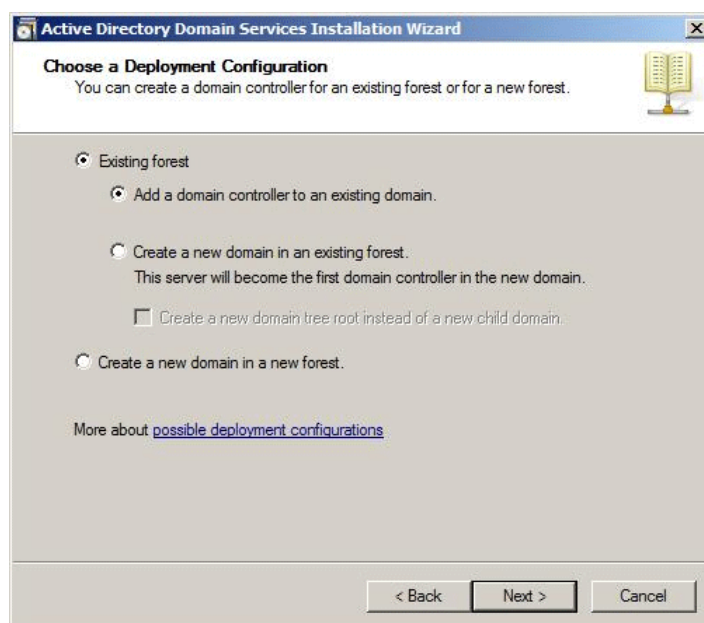 Active Directory Domain Services Installation Wizard
Choose a Deployment Configuration
You can create a domain controller for an existing forest or for a new forest.
Existing forest
Add a domain controller to an existing domain.
Create a new domain in an existing forest.
This server will become the first domain controller in the new domain.
Create a new domain tree root instead of a new child domain.
Create a new domain in a new forest.
More about possible deployment configurations
< Back Next > Cancel